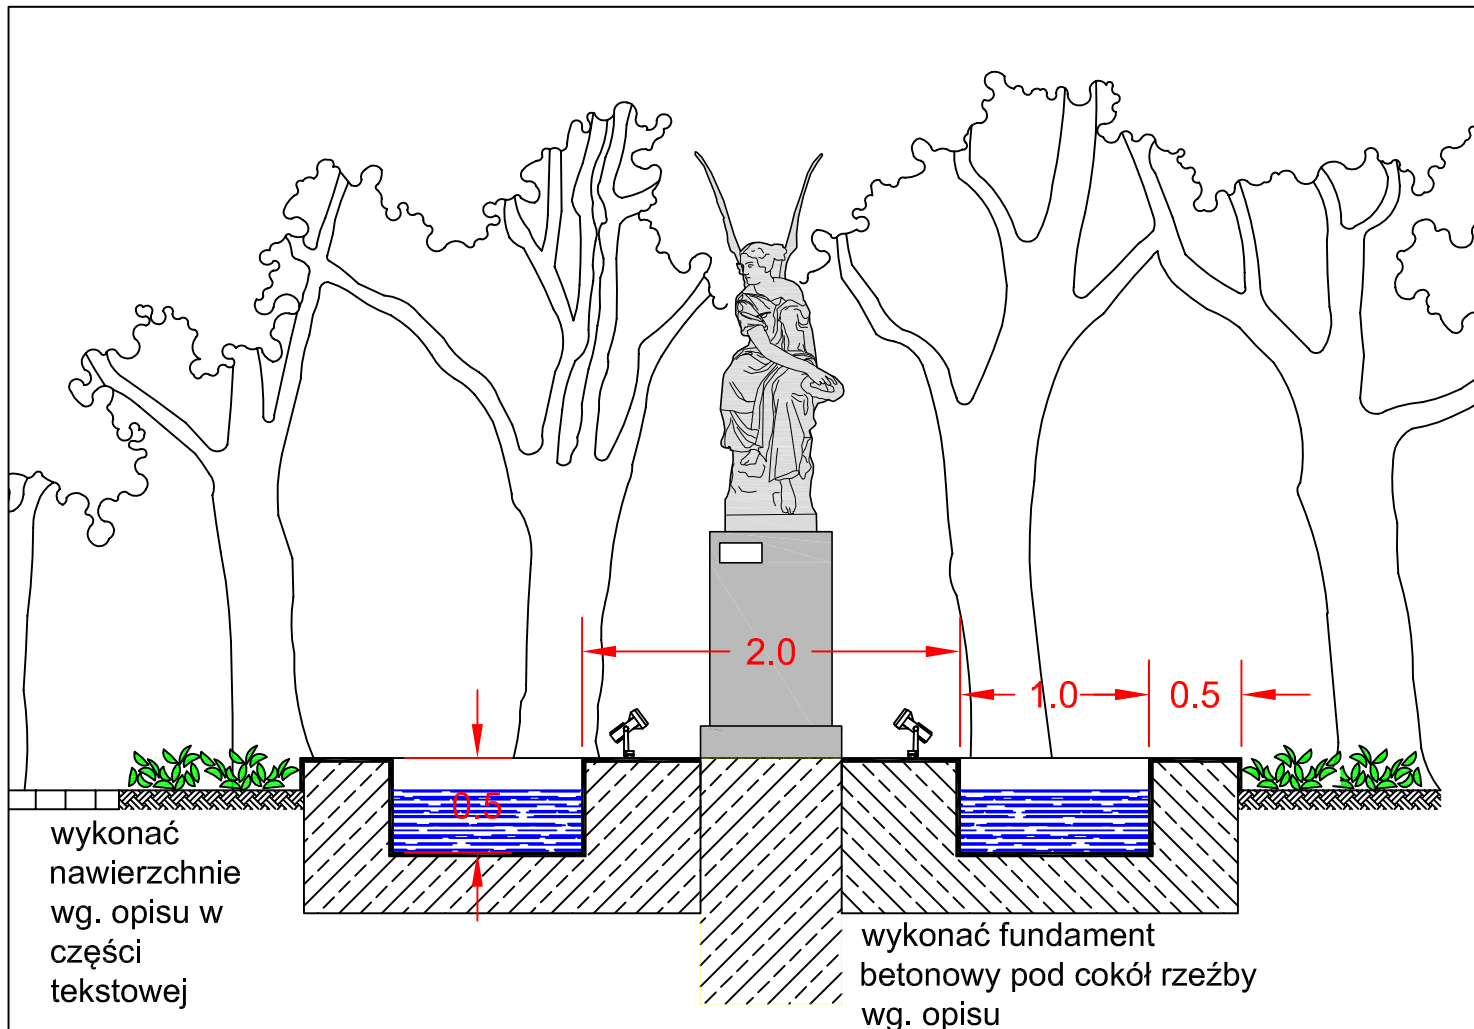 2.0
1.0
0.5
0.5
wykonać
nawierzchnie
wg. opisu w
części
tekstowej
wykonać fundament
betonowy pod cokół rzeźby
wg. opisu